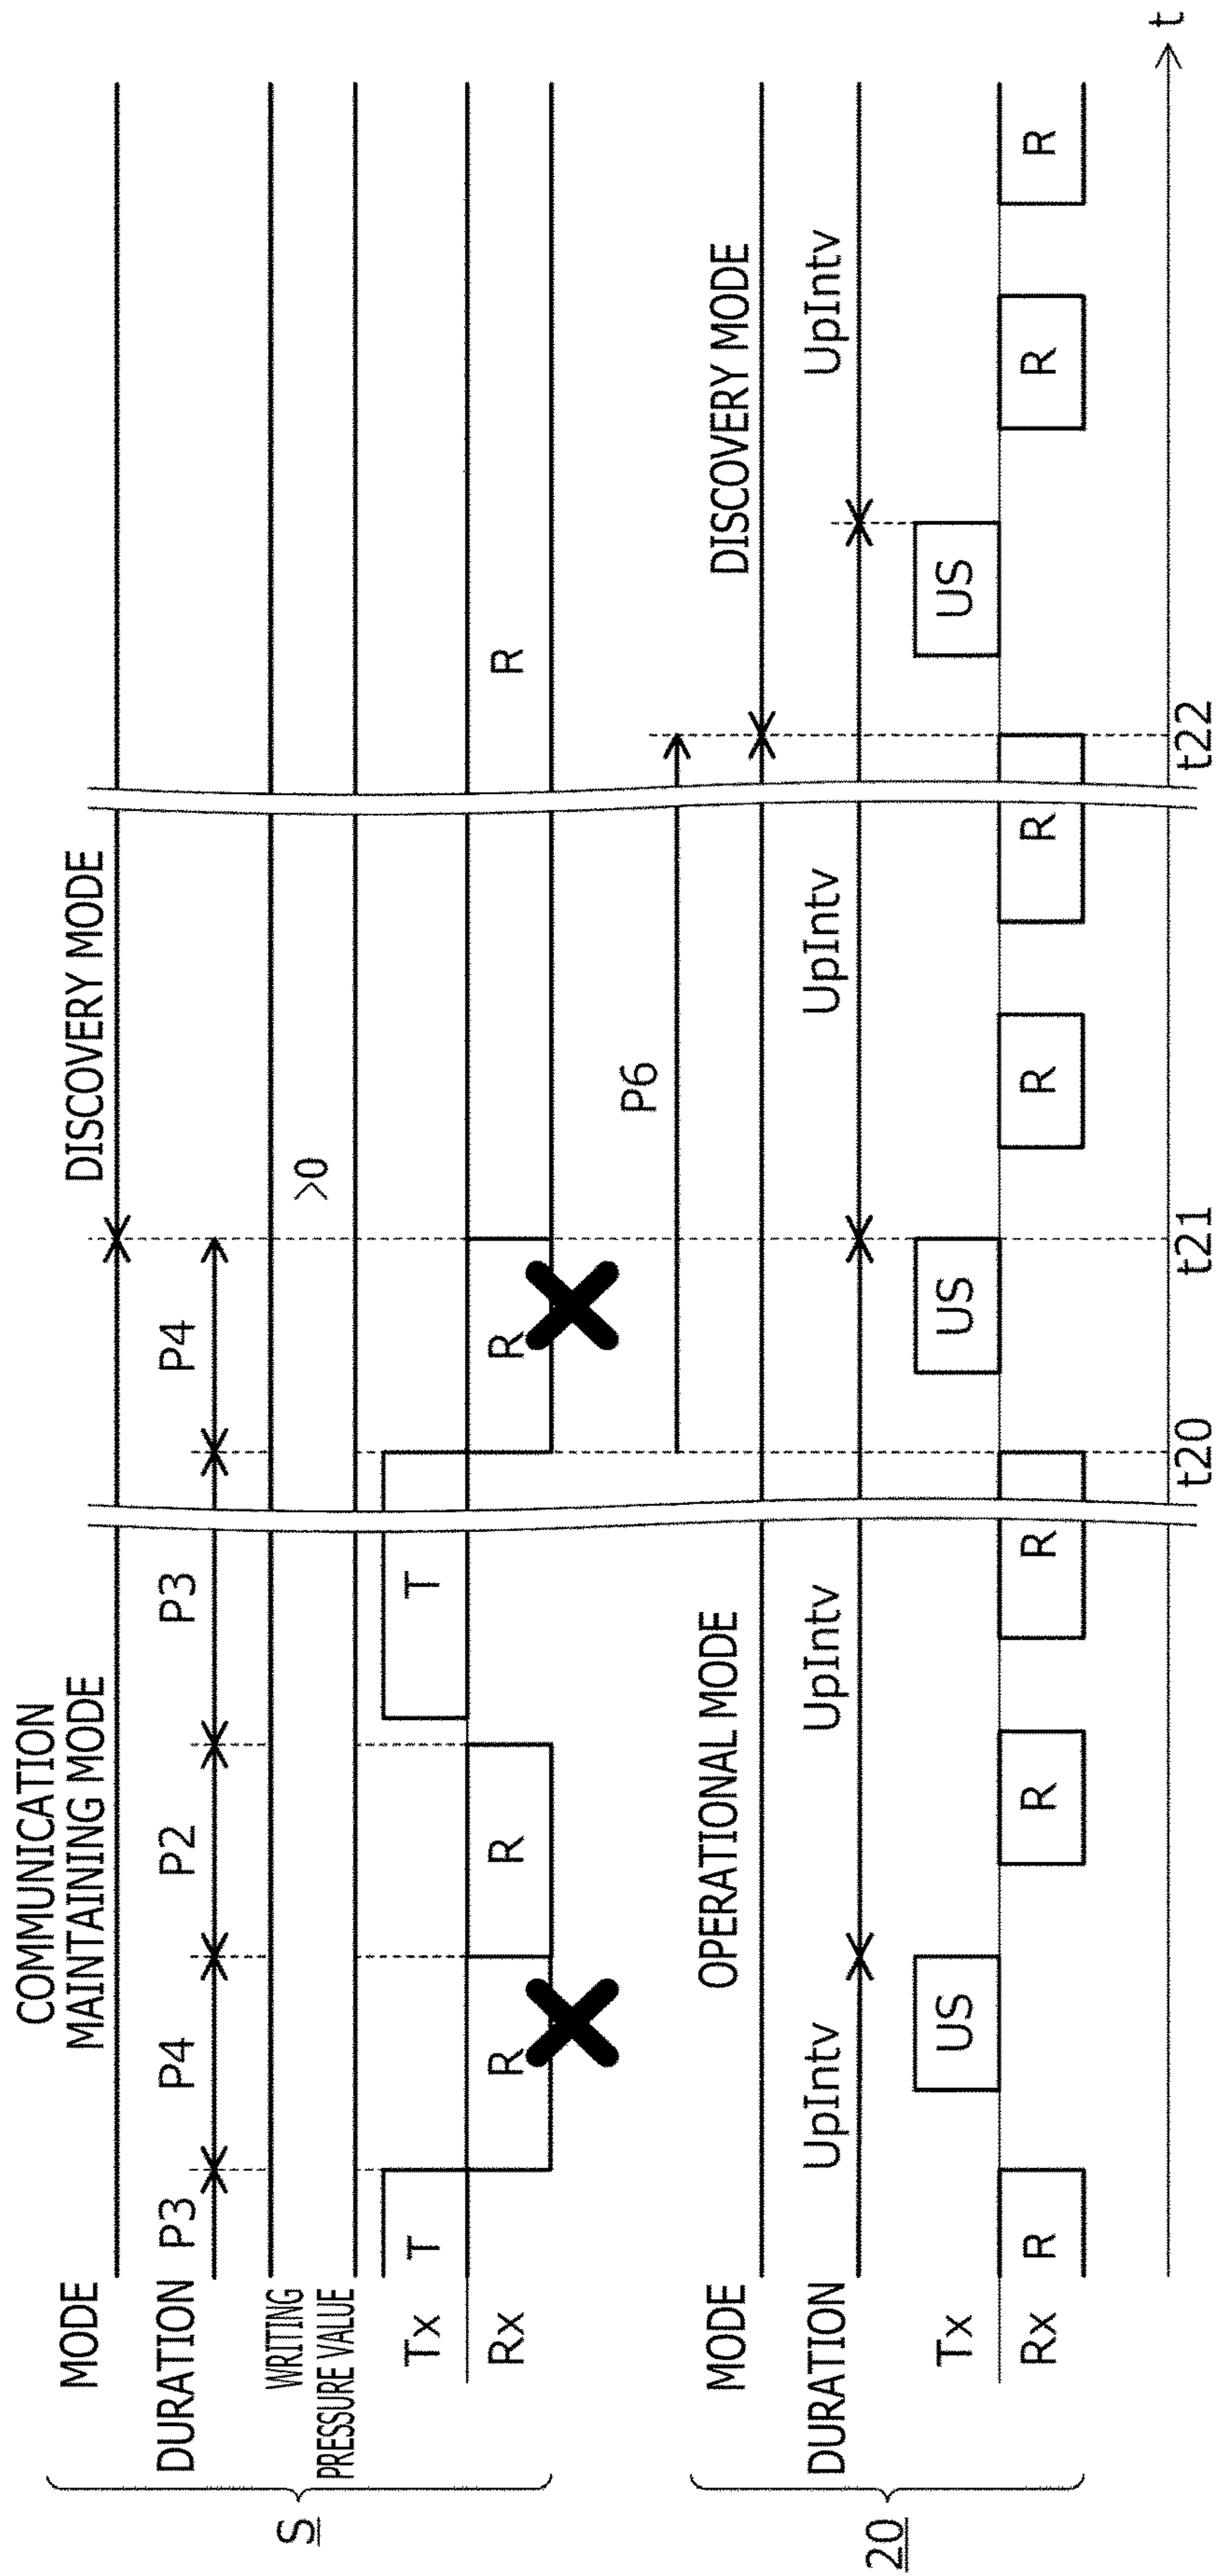 COMMUNICATION
MAINTAINING MODE
DISCOVERY MODE
MODE
DURATION
P3
P4
P2
P3
P4
WRITING
PRESSURE VALUE
>0
Tx
T
T
Rx
R
R
R
R
S
P6
MODE
OPERATIONAL MODE
DISCOVERY MODE
DURATION
UpIntv
UpIntv
UpIntv
UpIntv
Tx
US
US
US
Rx
R
R
R
R
R
R
R
20
t20
t21
t22
t